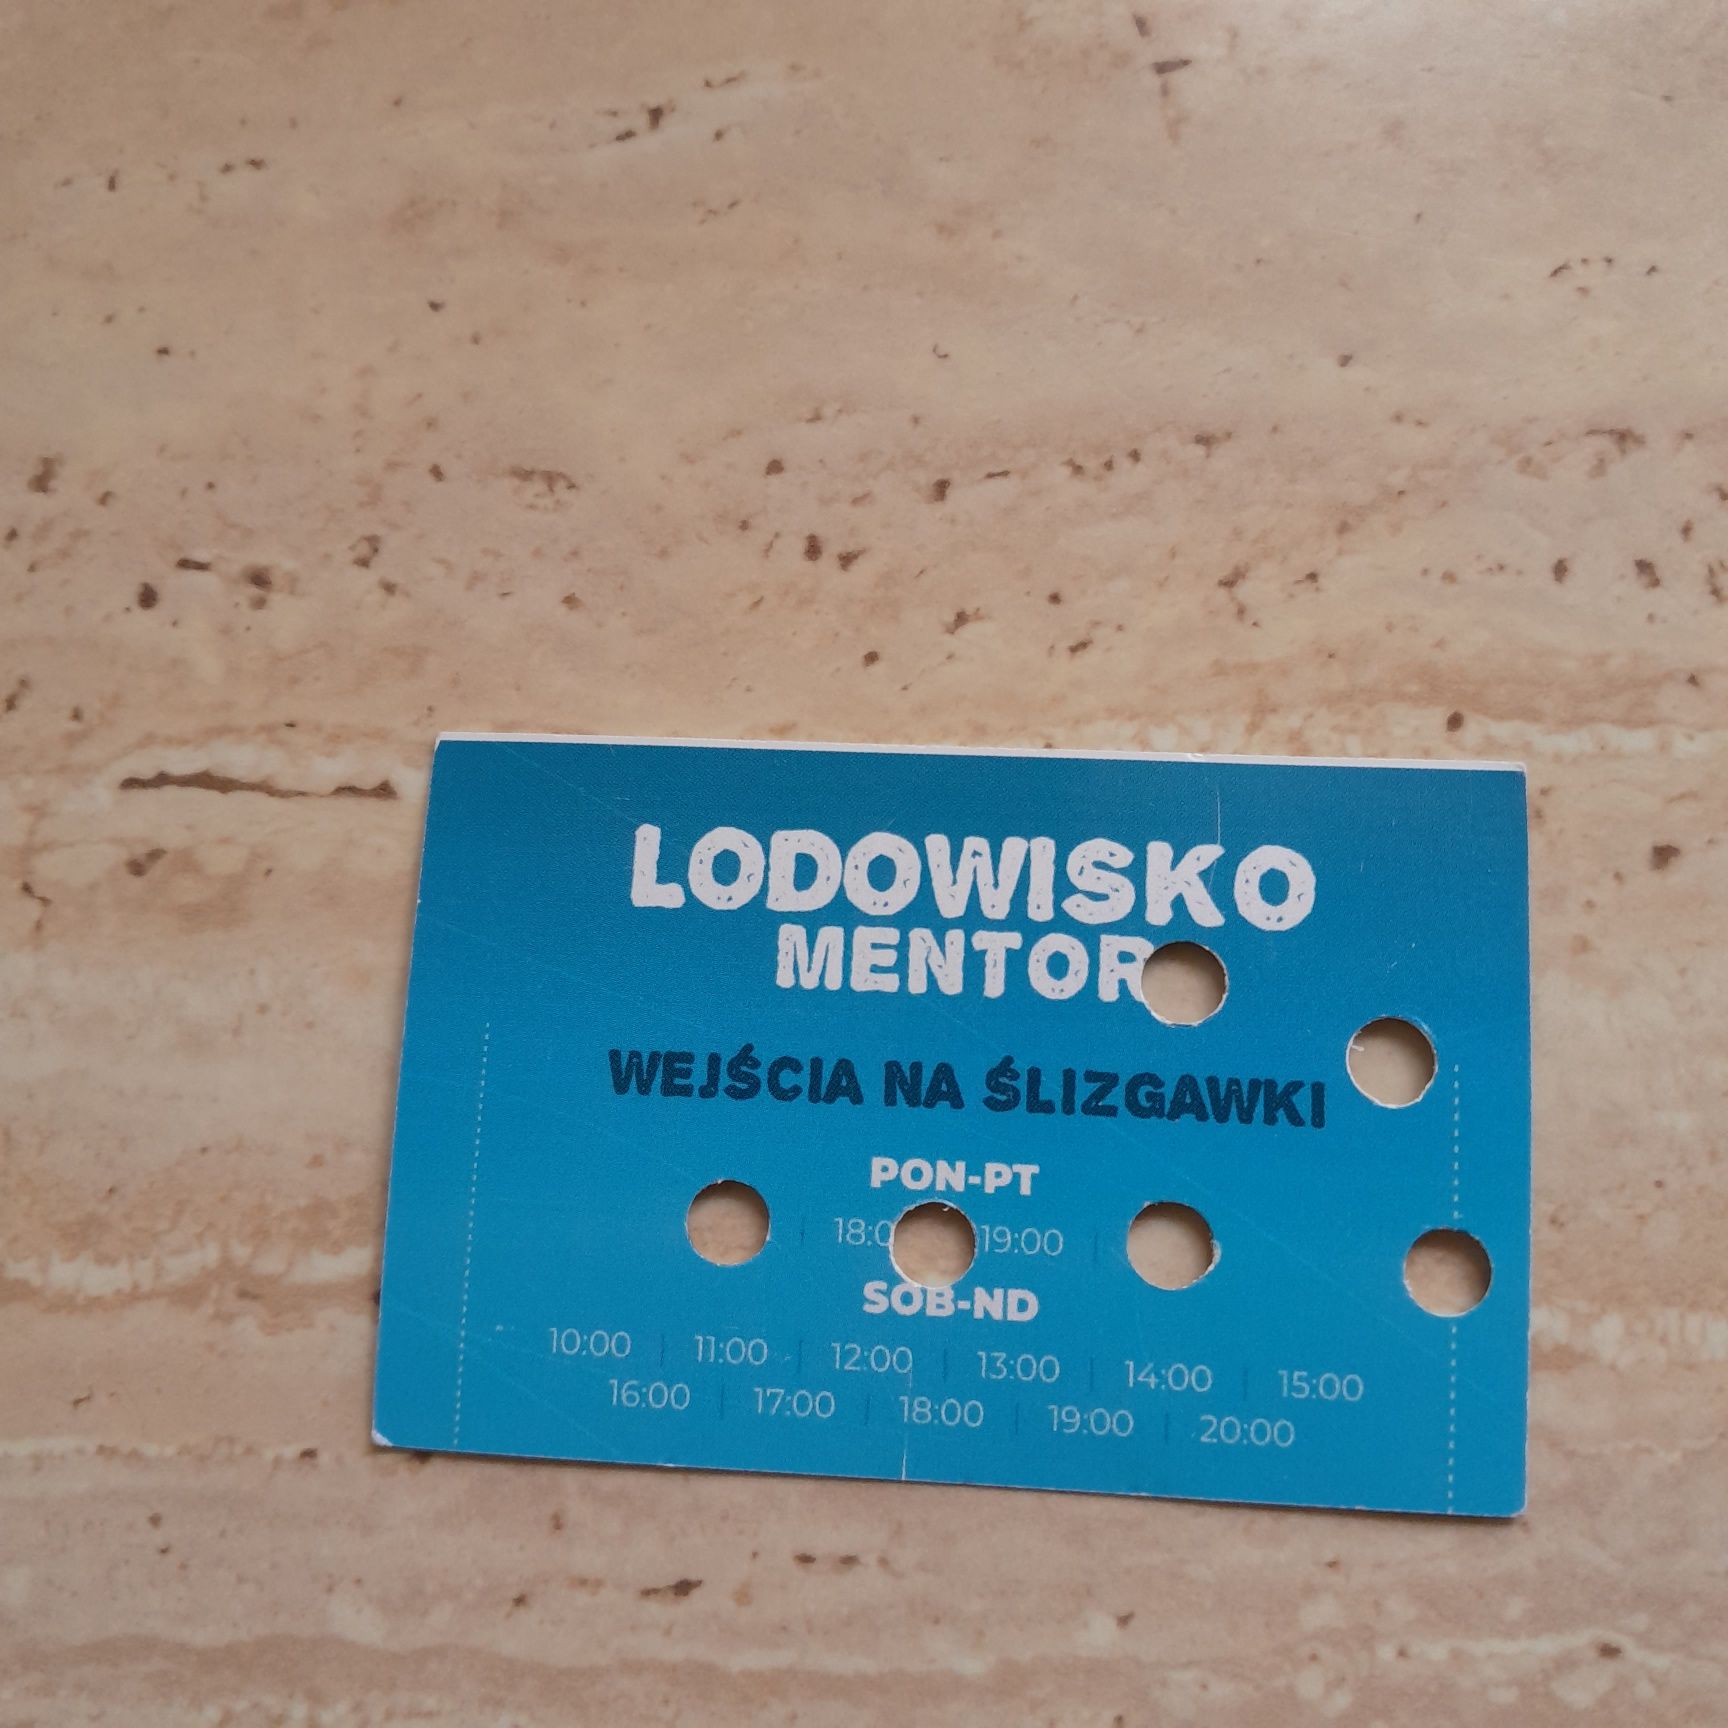 LODOWISKO
MENTOR
WEJŚCIA NA ŚLIZGAWKI
PON-PT
| 19:00 |
SOB-ND
10:00 | 11:00 | 12:00 | 13:00 | 14:00 | 15:00
16:00 | 17:00 | 18:00 | 19:00 | 20:00